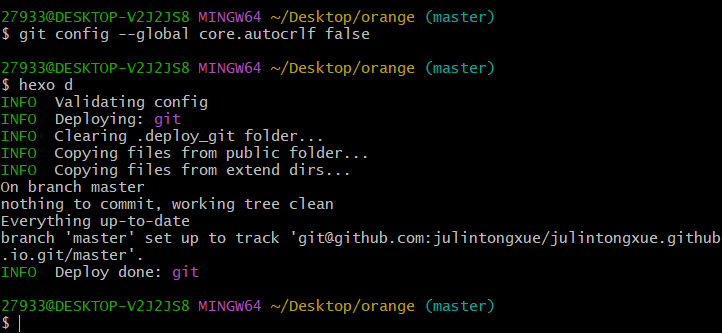 27933@DESKTOP-V2J2JS8 MINGW64 ~/Desktop/orange (master)
$ git config --global core.autocrlf false
27933@DESKTOP-V2J2JS8 MINGW64 ~/Desktop/orange (master)
$ hexo d
INFO  Validating config
INFO  Deploying: git
INFO  Clearing .deploy_git folder...
INFO  Copying files from public folder...
INFO  Copying files from extend dirs...
On branch master
nothing to commit, working tree clean
Everything up-to-date
branch 'master' set up to track 'git@github.com:julintongxue/julintongxue.github
.io.git/master'.
INFO  Deploy done: git
27933@DESKTOP-V2J2JS8 MINGW64 ~/Desktop/orange (master)
$